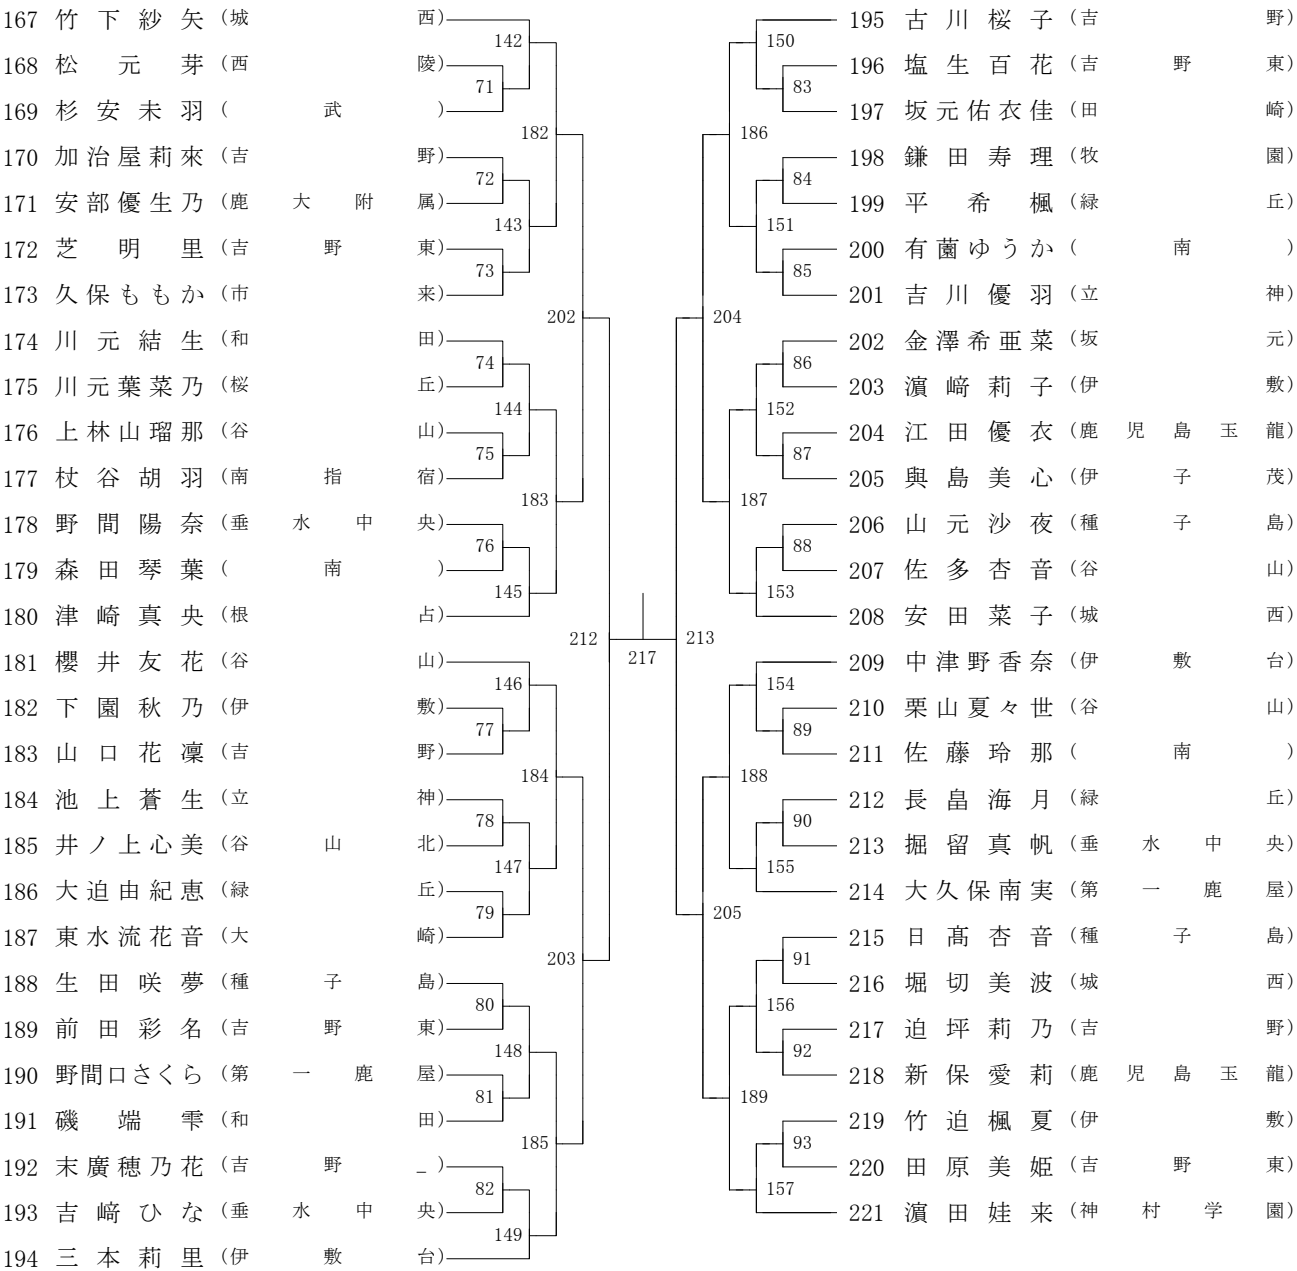 167 竹下紗矢（城西）
168 松元芽（西陵）
169 杉安未羽（武）
170 加治屋莉來（吉野）
171 安部優生乃（鹿大附属）
172 芝明里（吉野東）
173 久保ももか（市来）
174 川元結生（和田）
175 川元葉菜乃（桜丘）
176 上林山瑠那（谷山）
177 杖谷胡羽（南指宿）
178 野間陽奈（垂水中央）
179 森田琴葉（南）
180 津崎真央（根占）
181 櫻井友花（谷山）
182 下園秋乃（伊敷）
183 山口花凜（吉野）
184 池上蒼生（立神）
185 井ノ上心美（谷山北）
186 大迫由紀恵（緑丘）
187 東水流花音（大崎）
188 生田咲夢（種子島）
189 前田彩名（吉野東）
190 野間口さくら（第一鹿屋）
191 磯端雫（和田）
192 末廣穂乃花（吉野_）
193 吉﨑ひな（垂水中央）
194 三本莉里（伊敷台）
142
71
182
72
143
73
202
74
144
75
183
76
145
212
146
77
184
78
147
79
203
80
148
81
185
82
149
217
213
150
83
186
84
151
85
204
86
152
87
187
88
153
154
89
188
90
155
205
91
156
92
189
93
157
195 古川桜子（吉野）
196 塩生百花（吉野東）
197 坂元佑衣佳（田崎）
198 鎌田寿理（牧園）
199 平希楓（緑丘）
200 有薗ゆうか（南）
201 吉川優羽（立神）
202 金澤希亜菜（坂元）
203 濵﨑莉子（伊敷）
204 江田優衣（鹿児島玉龍）
205 與島美心（伊子茂）
206 山元沙夜（種子島）
207 佐多杏音（谷山）
208 安田菜子（城西）
209 中津野香奈（伊敷台）
210 栗山夏々世（谷山）
211 佐藤玲那（南）
212 長畠海月（緑丘）
213 掘留真帆（垂水中央）
214 大久保南実（第一鹿屋）
215 日髙杏音（種子島）
216 堀切美波（城西）
217 迫坪莉乃（吉野）
218 新保愛莉（鹿児島玉龍）
219 竹迫楓夏（伊敷）
220 田原美姫（吉野東）
221 濵田娃来（神村学園）